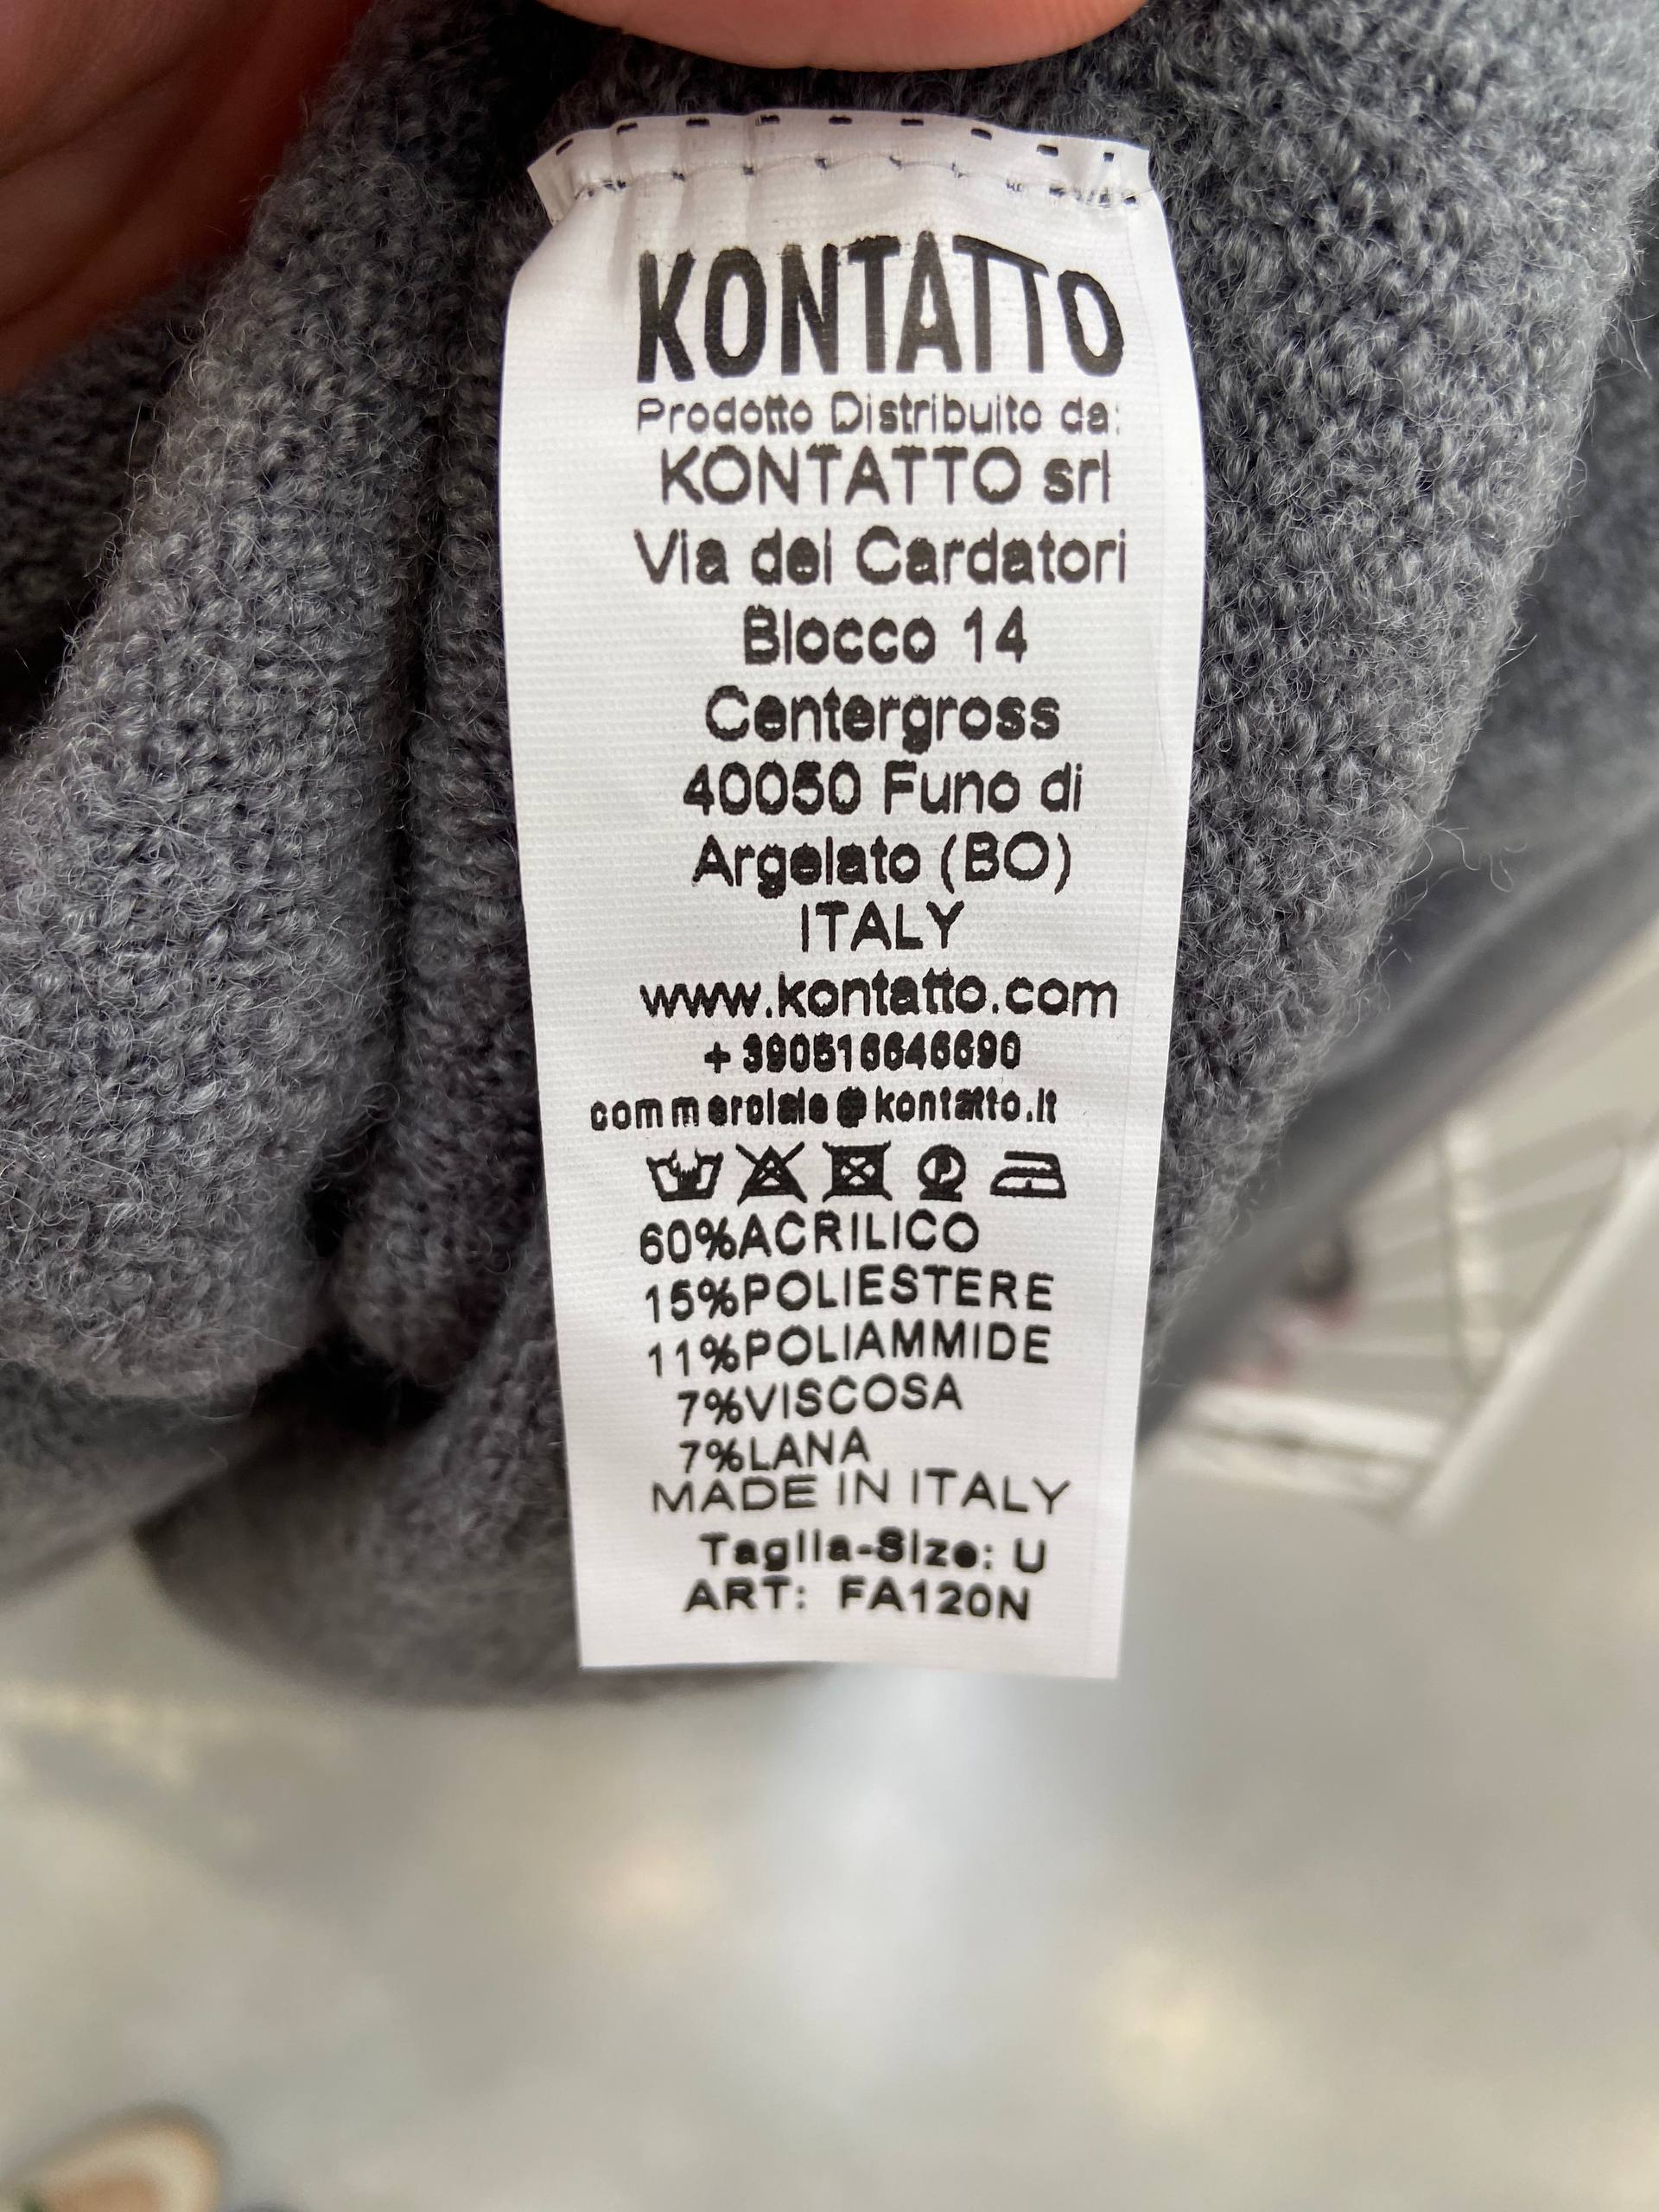 KONTATTO
Prodotto Distribuito da:
KONTATTO srl
Via dei Cardatori
Blocco 14
Centergross
40050 Funo di
Argelato (BO)
ITALY
www.kontatto.com
+390516646690
commerciale@kontatto.it
60%ACRILICO
15%POLIESTERE
11%POLIAMMIDE
7%VISCOSA
7%LANA
MADE IN ITALY
Taglia-Size: U
ART: FA120N